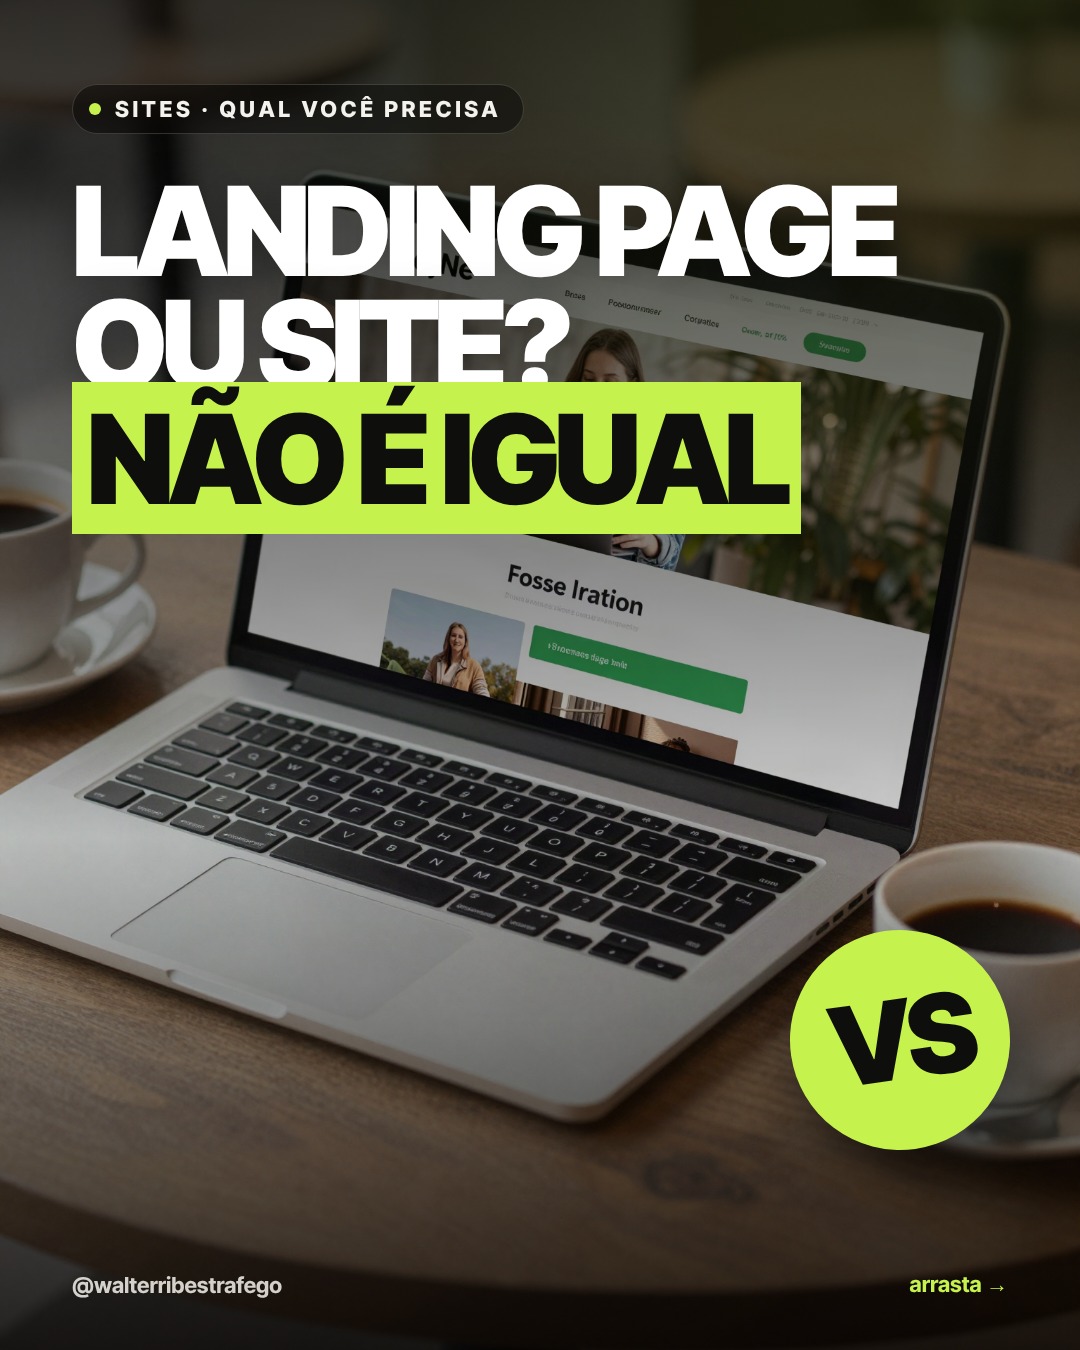 SITES · QUAL VOCÊ PRECISA
LANDING PAGE
OU SITE?
NÃO É IGUAL
Fosse Iration
VS
@walterribestrafego
arrasta →